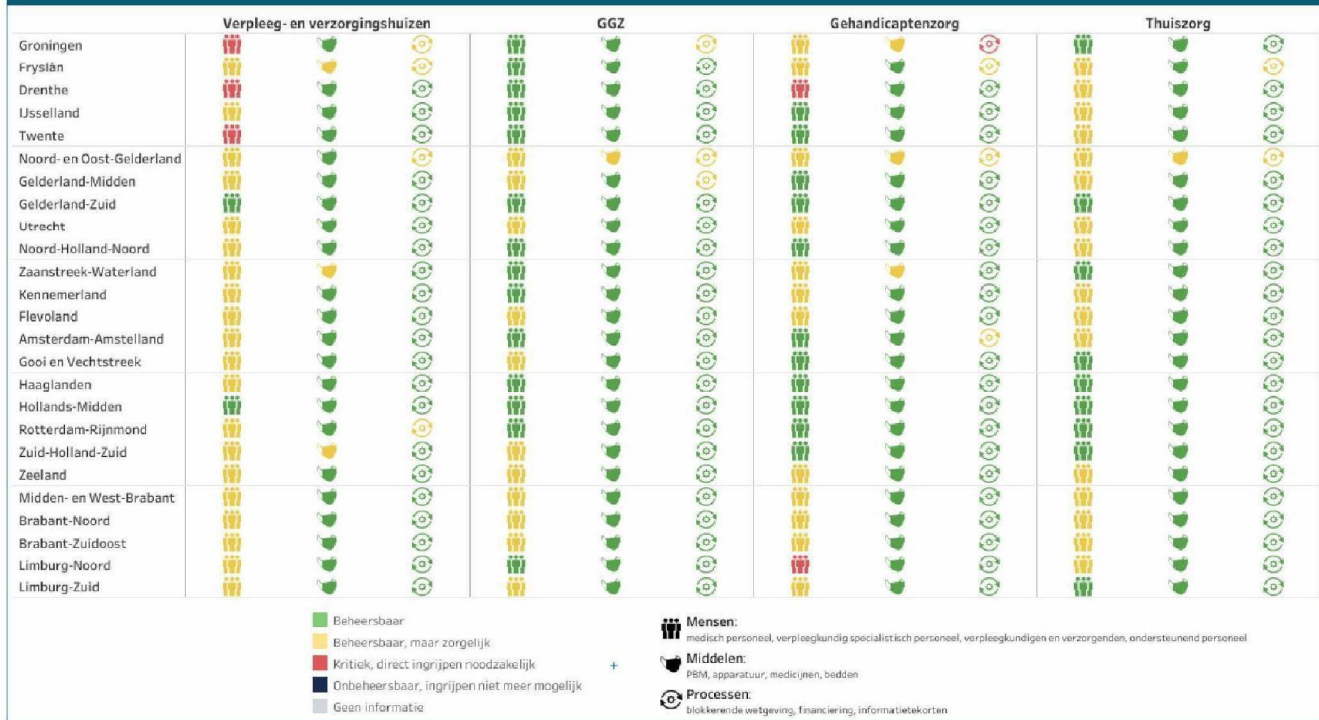 Verpleeg- en verzorgingshuizen GGZ Gehandicaptenzorg Thuiszorg
Groningen
Fryslân
Drenthe
IJsselland
Twente
Noord- en Oost-Gelderland
Gelderland-Midden
Gelderland-Zuid
Utrecht
Noord-Holland-Noord
Zaanstreek-Waterland
Kennemerland
Flevoland
Amsterdam-Amstelland
Gooi en Vechtstreek
Haaglanden
Hollands-Midden
Rotterdam-Rijnmond
Zuid-Holland-Zuid
Zeeland
Midden- en West-Brabant
Brabant-Noord
Brabant-Zuidoost
Limburg-Noord
Limburg-Zuid
Beheersbaar
Beheersbaar, maar zorgelijk
Kritiek, direct ingrijpen noodzakelijk
Onbeheersbaar, ingrijpen niet meer mogelijk
Geen informatie
+
Mensen:
medisch personeel, verpleegkundig specialistisch personeel, verpleegkundigen en verzorgenden, ondersteunend personeel
Middelen:
PBM, apparatuur, medicijnen, bedden
Processen:
blokkerende wetgeving, financiering, informatietekorten